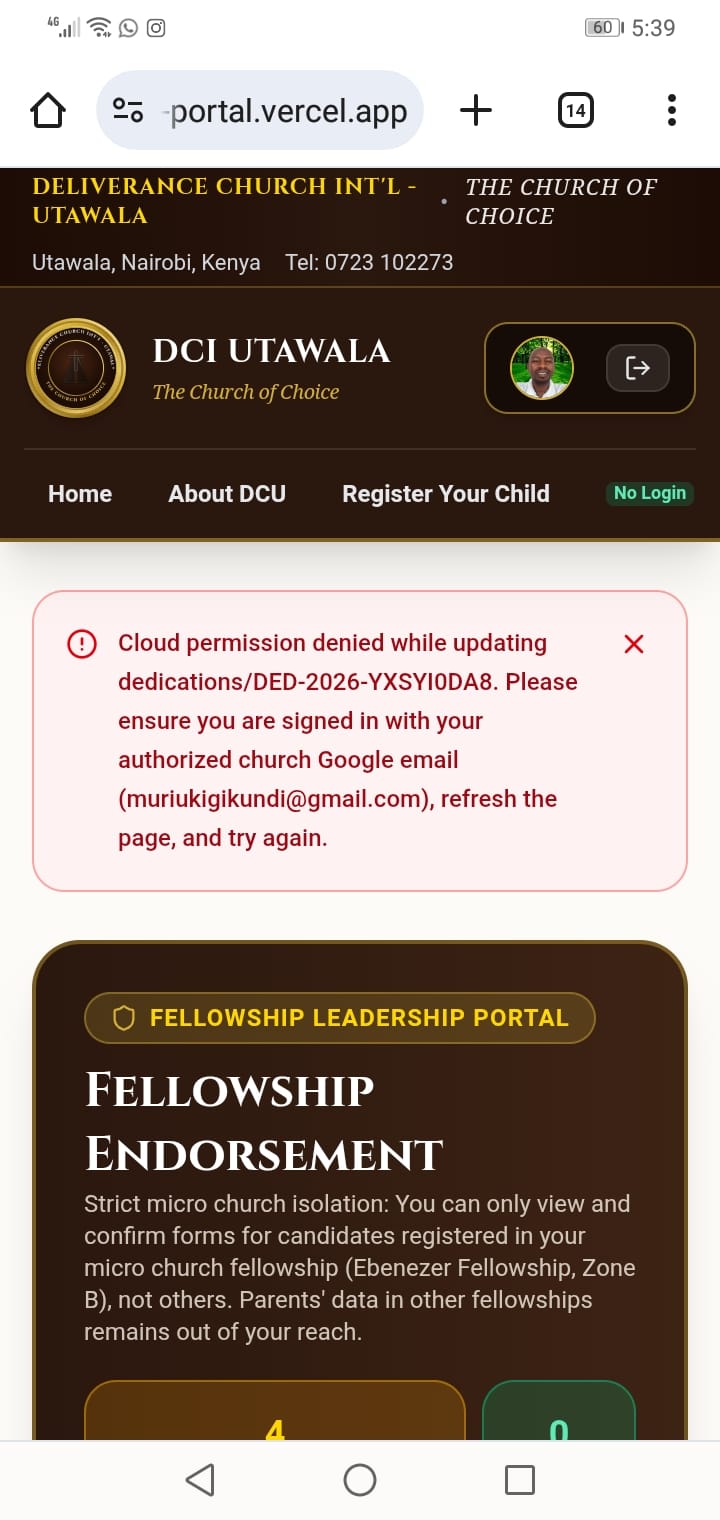 4G
60 5:39
-portal.vercel.app
14
DELIVERANCE CHURCH INT'L -
UTAWALA
•
THE CHURCH OF
CHOICE
Utawala, Nairobi, Kenya Tel: 0723 102273
DCI UTAWALA
The Church of Choice
Home About DCU Register Your Child No Login
Cloud permission denied while updating
dedications/DED-2026-YXSYI0DA8. Please
ensure you are signed in with your
authorized church Google email
(muriukigikundi@gmail.com), refresh the
page, and try again.
FELLOWSHIP LEADERSHIP PORTAL
FELLOWSHIP
ENDORSEMENT
Strict micro church isolation: You can only view and
confirm forms for candidates registered in your
micro church fellowship (Ebenezer Fellowship, Zone
B), not others. Parents' data in other fellowships
remains out of your reach.
4 0